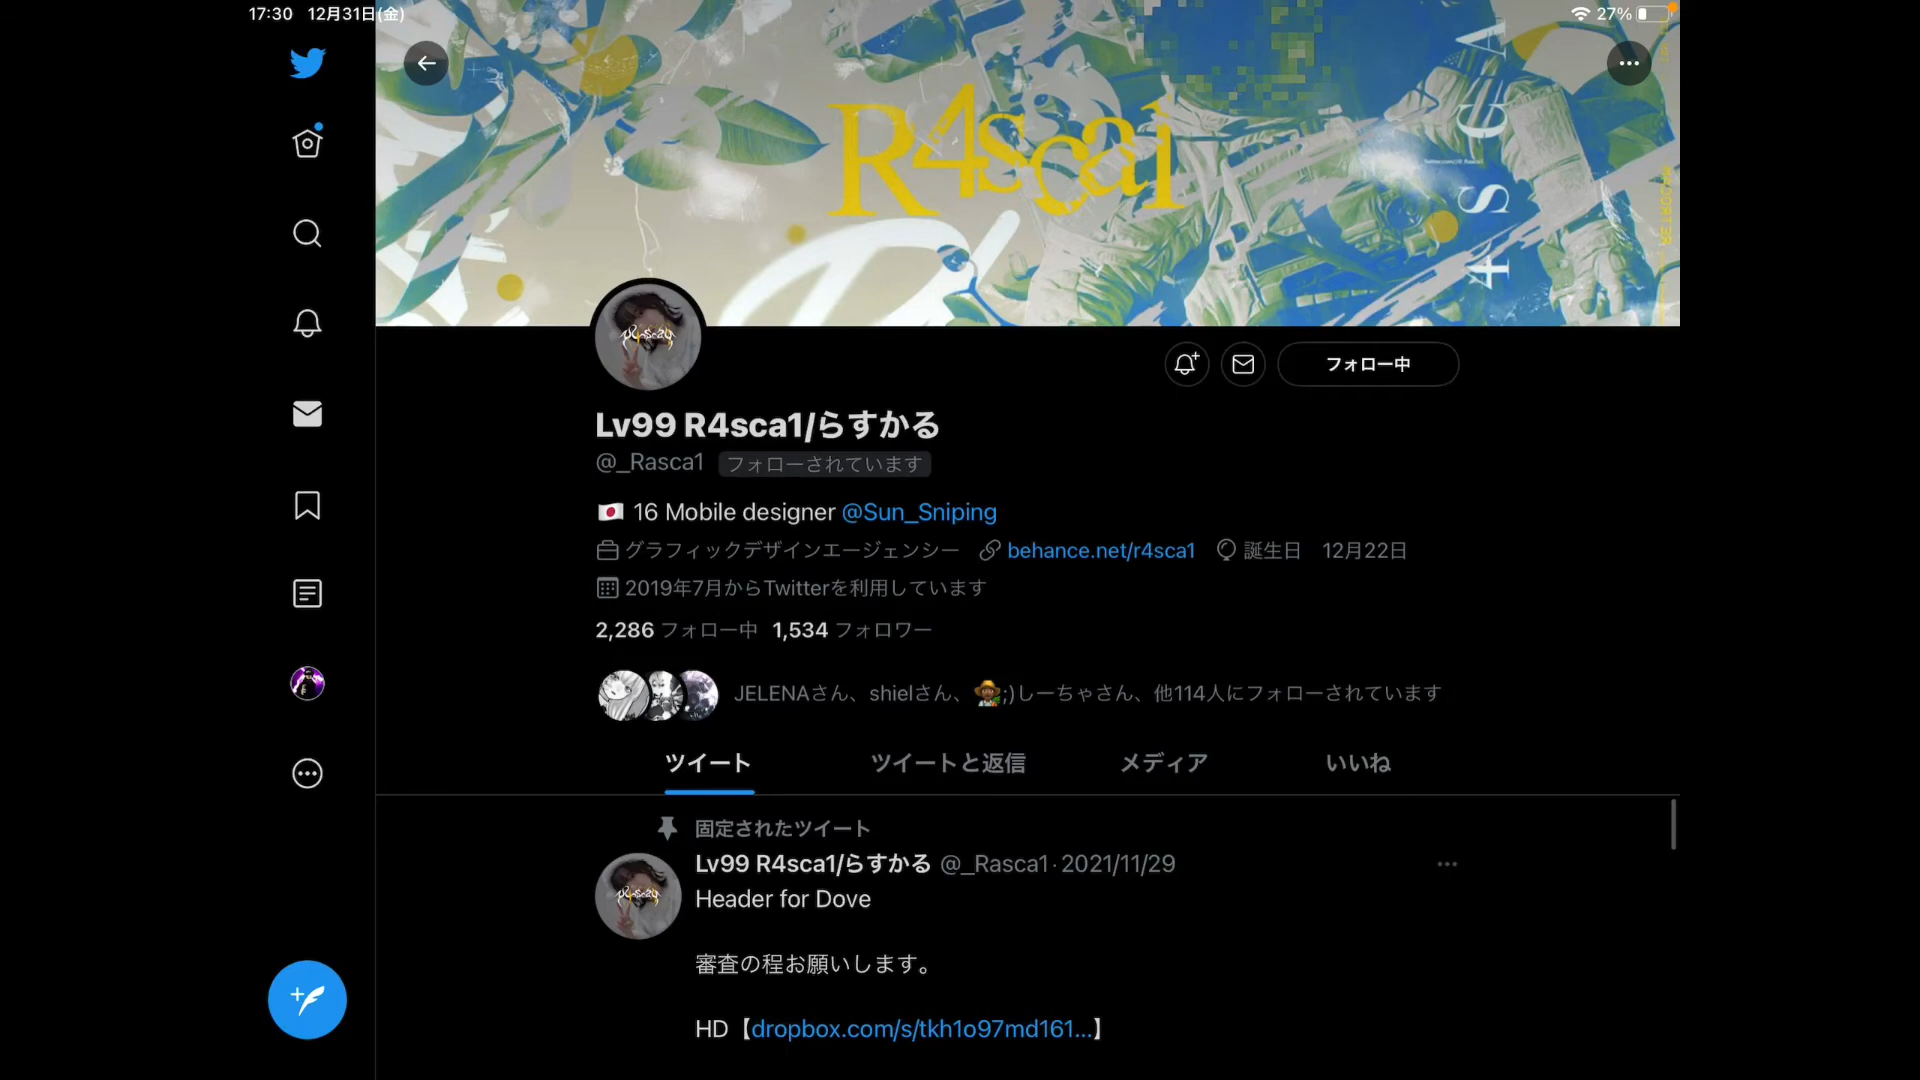 17:30 12月31日(金)
27%
R4sca1
4SCA
Lv99 R4sca1/らすかる
@_Rasca1 フォローされています
フォロー中
🇯🇵 16 Mobile designer @Sun_Sniping
グラフィックデザインエージェンシー behance.net/r4sca1 誕生日 12月22日
2019年7月からTwitterを利用しています
2,286 フォロー中 1,534 フォロワー
JELENAさん、shielさん、👨🏾‍🌾;)しーちゃさん、他114人にフォローされています
ツイート ツイートと返信 メディア いいね
固定されたツイート
Lv99 R4sca1/らすかる @_Rasca1 · 2021/11/29
Header for Dove
審査の程お願いします。
HD【dropbox.com/s/tkh1o97md161...】